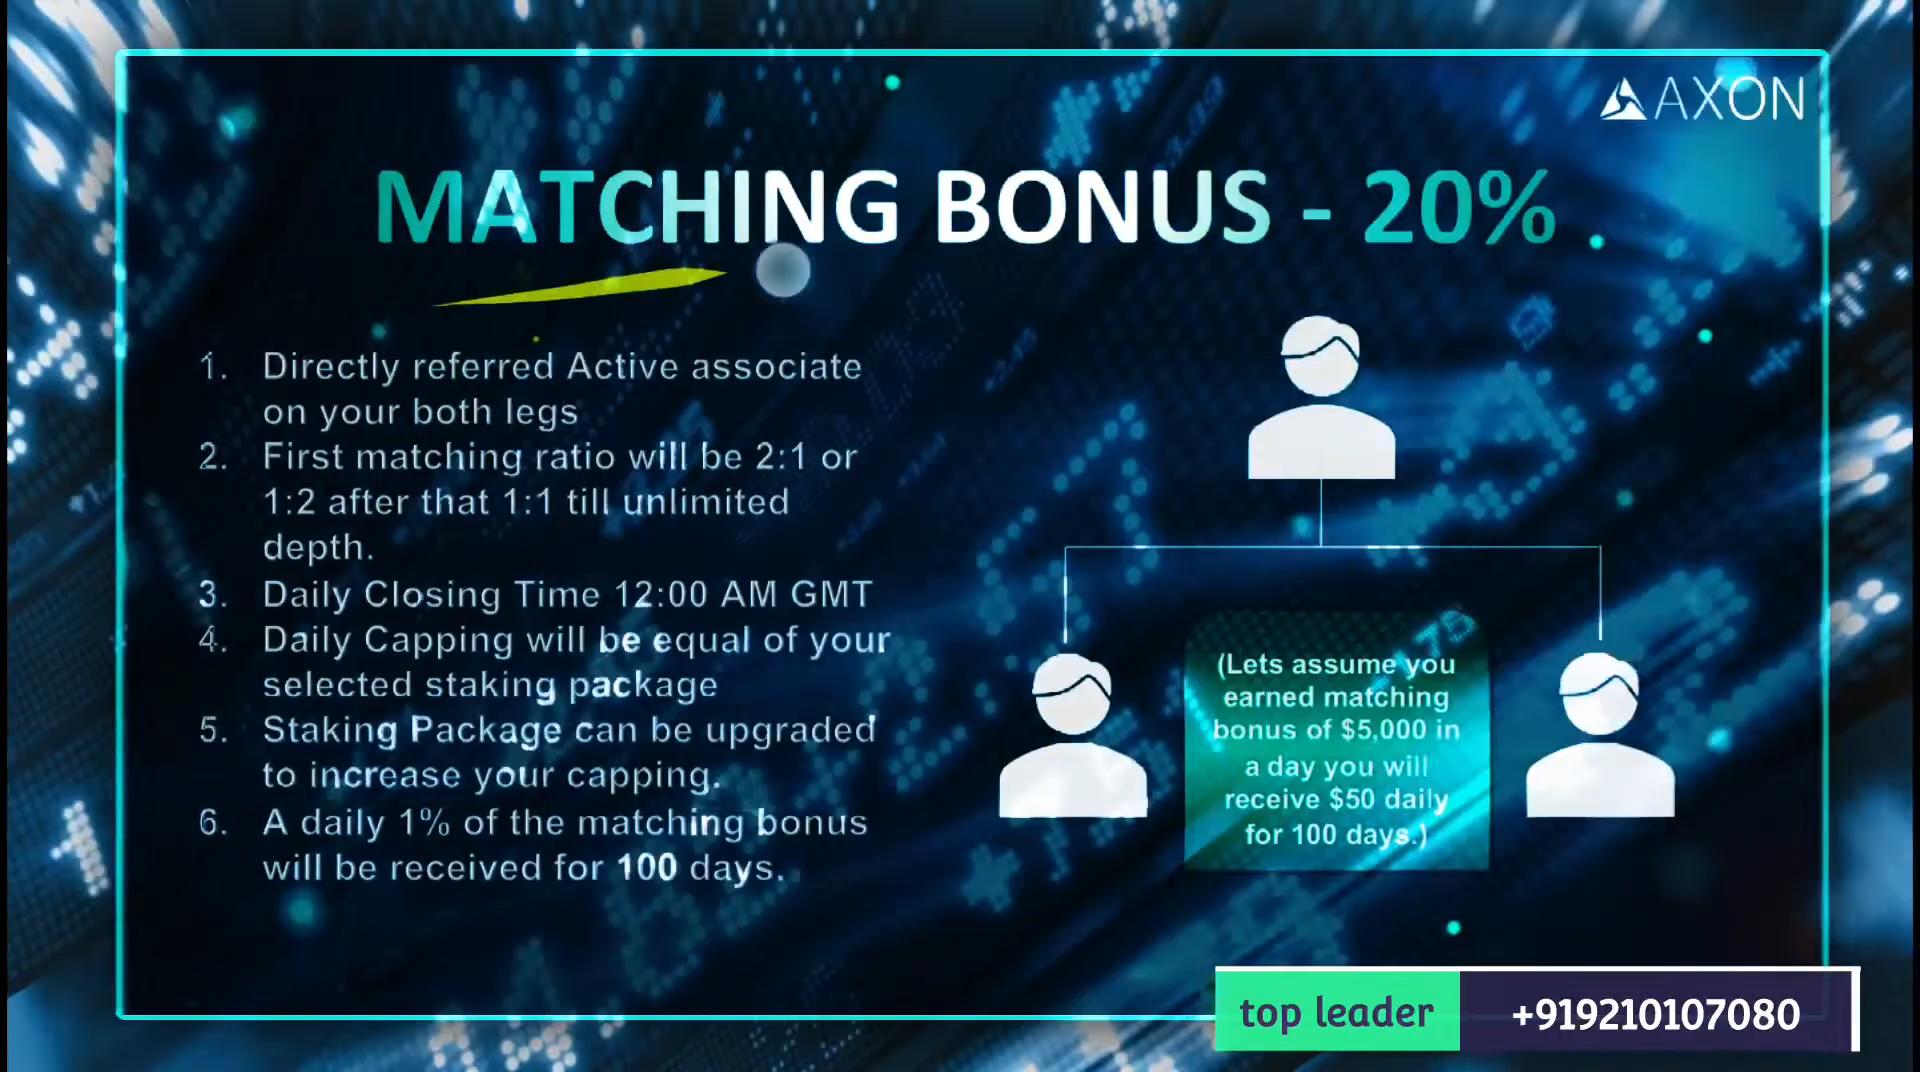 AXON
MATCHING BONUS - 20%
1. Directly referred Active associate
on your both legs
2. First matching ratio will be 2:1 or
1:2 after that 1:1 till unlimited
depth.
3. Daily Closing Time 12:00 AM GMT
4. Daily Capping will be equal of your
selected staking package
5. Staking Package can be upgraded
to increase your capping.
6. A daily 1% of the matching bonus
will be received for 100 days.
(Lets assume you
earned matching
bonus of $5,000 in
a day you will
receive $50 daily
for 100 days.)
top leader +919210107080